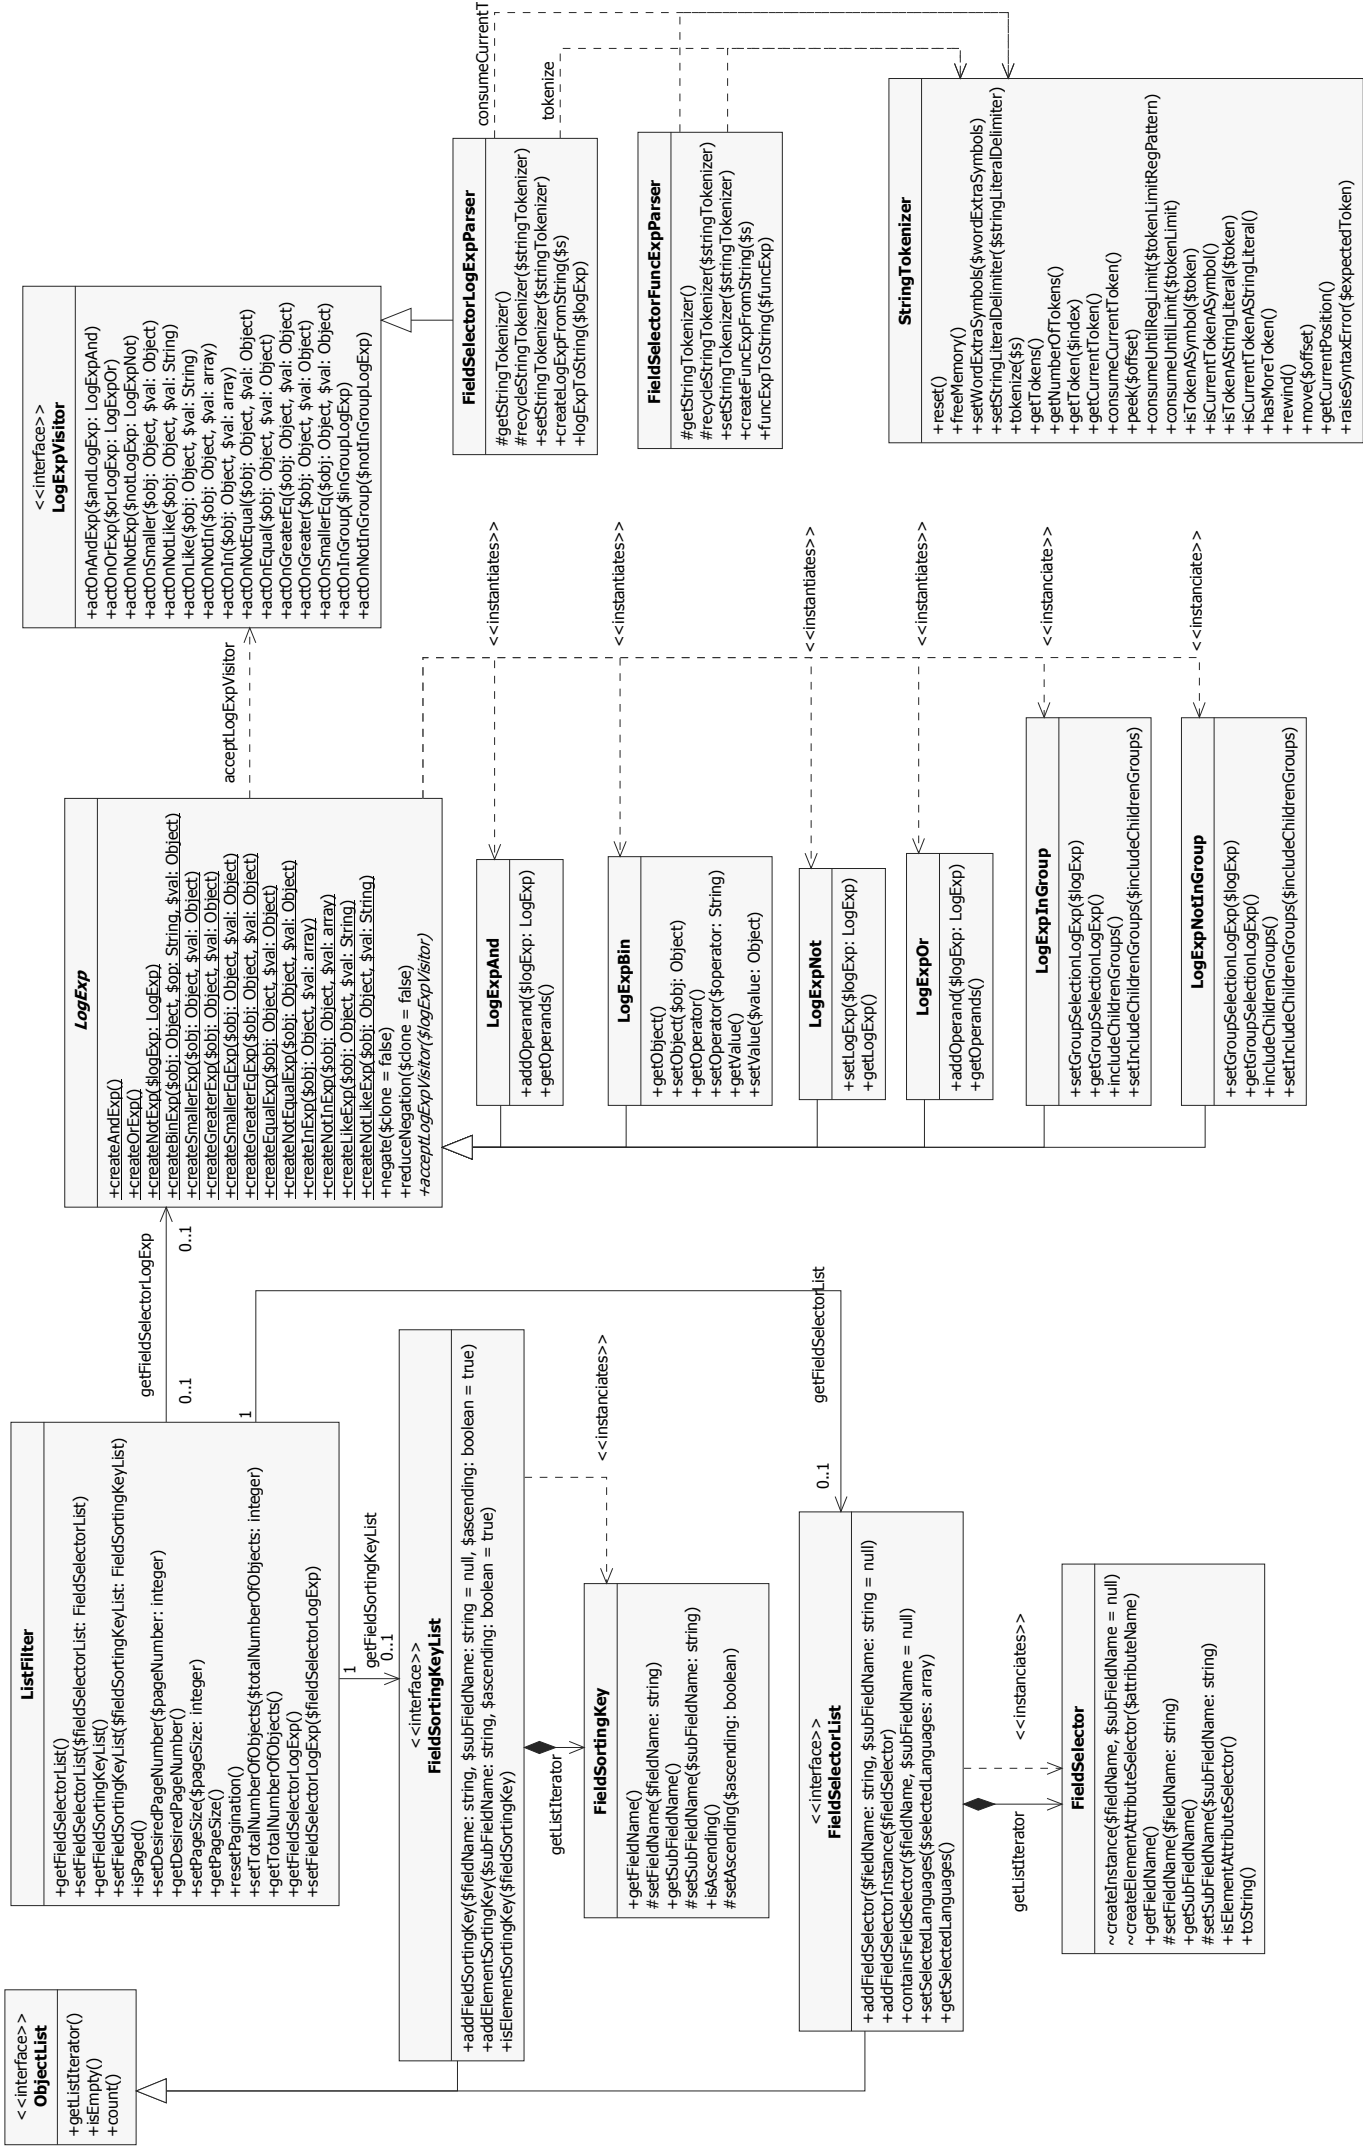 <<interface>>
ObjectList
+getListIterator()
+isEmpty()
+count()
ListFilter
+getFieldSelectorList()
+setFieldSelectorList($fieldSelectorList: FieldSelectorList)
+getFieldSortingKeyList()
+setFieldSortingKeyList($fieldSortingKeyList: FieldSortingKeyList)
+isPaged()
+setDesiredPageNumber($pageNumber: integer)
+getDesiredPageNumber()
+setPageSize($pageSize: integer)
+getPageSize()
+resetPagination()
+setTotalNumberOfObjects($totalNumberOfObjects: integer)
+getTotalNumberOfObjects()
+getFieldSelectorLogExp()
+setFieldSelectorLogExp($fieldSelectorLogExp)
getFieldSelectorLogExp
0..1
0..1
1
1
getFieldSortingKeyList
0..1
<<interface>>
FieldSortingKeyList
+addFieldSortingKey($fieldName: string, $subFieldName: string = null, $ascending: boolean = true)
+addElementSortingKey($subFieldName: string, $ascending: boolean = true)
+isElementSortingKey($fieldSortingKey)
getListIterator
<<instanciates>>
FieldSortingKey
+getFieldName()
#setFieldName($fieldName: string)
+getSubFieldName()
#setSubFieldName($subFieldName: string)
+isAscending()
#setAscending($ascending: boolean)
getFieldSelectorList
0..1
<<interface>>
FieldSelectorList
+addFieldSelector($fieldName: string, $subFieldName: string = null)
+addFieldSelectorInstance($fieldSelector)
+containsFieldSelector($fieldName, $subFieldName = null)
+setSelectedLanguages($selectedLanguages: array)
+getSelectedLanguages()
getListIterator
<<instanciates>>
FieldSelector
~createInstance($fieldName, $subFieldName = null)
~createElementAttributeSelector($attributeName)
+getFieldName()
#setFieldName($fieldName: string)
+getSubFieldName()
#setSubFieldName($subFieldName: string)
+isElementAttributeSelector()
+toString()
LogExp
+createAndExp()
+createOrExp()
+createNotExp($logExp: LogExp)
+createBinExp($obj: Object, $op: String, $val: Object)
+createSmallerExp($obj: Object, $val: Object)
+createGreaterExp($obj: Object, $val: Object)
+createSmallerEqExp($obj: Object, $val: Object)
+createGreaterEqExp($obj: Object, $val: Object)
+createEqualExp($obj: Object, $val: Object)
+createNotEqualExp($obj: Object, $val: Object)
+createInExp($obj: Object, $val: array)
+createNotInExp($obj: Object, $val: array)
+createLikeExp($obj: Object, $val: String)
+createNotLikeExp($obj: Object, $val: String)
+negate($clone = false)
+reduceNegation($clone = false)
+acceptLogExpVisitor($logExpVisitor)
LogExpAnd
+addOperand($logExp: LogExp)
+getOperands()
LogExpBin
+getObject()
+setObject($obj: Object)
+getOperator()
+setOperator($operator: String)
+getValue()
+setValue($value: Object)
LogExpNot
+setLogExp($logExp: LogExp)
+getLogExp()
LogExpOr
+addOperand($logExp: LogExp)
+getOperands()
LogExpInGroup
+setGroupSelectionLogExp($logExp)
+getGroupSelectionLogExp()
+includeChildrenGroups()
+setIncludeChildrenGroups($includeChildrenGroups)
LogExpNotInGroup
+setGroupSelectionLogExp($logExp)
+getGroupSelectionLogExp()
+includeChildrenGroups()
+setIncludeChildrenGroups($includeChildrenGroups)
acceptLogExpVisitor
<<instantiates>>
<<instantiates>>
<<instantiates>>
<<instantiates>>
<<instanciate>>
<<instanciate>>
<<interface>>
LogExpVisitor
+actOnAndExp($andLogExp: LogExpAnd)
+actOnOrExp($orLogExp: LogExpOr)
+actOnNotExp($notLogExp: LogExpNot)
+actOnSmaller($obj: Object, $val: Object)
+actOnNotLike($obj: Object, $val: String)
+actOnLike($obj: Object, $val: String)
+actOnNotIn($obj: Object, $val: array)
+actOnIn($obj: Object, $val: array)
+actOnNotEqual($obj: Object, $val: Object)
+actOnEqual($obj: Object, $val: Object)
+actOnGreaterEq($obj: Object, $val: Object)
+actOnGreater($obj: Object, $val: Object)
+actOnSmallerEq($obj: Object, $val: Object)
+actOnInGroup($inGroupLogExp)
+actOnNotInGroup($notInGroupLogExp)
FieldSelectorLogExpParser
#getStringTokenizer()
#recycleStringTokenizer($stringTokenizer)
+setStringTokenizer($stringTokenizer)
+createLogExpFromString($s)
+logExpToString($logExp)
consumeCurrentT
tokenize
FieldSelectorFuncExpParser
#getStringTokenizer()
#recycleStringTokenizer($stringTokenizer)
+setStringTokenizer($stringTokenizer)
+createFuncExpFromString($s)
+funcExpToString($funcExp)
StringTokenizer
+reset()
+freeMemory()
+setWordExtraSymbols($wordExtraSymbols)
+setStringLiteralDelimiter($stringLiteralDelimiter)
+tokenize($s)
+getTokens()
+getNumberOfTokens()
+getToken($index)
+getCurrentToken()
+consumeCurrentToken()
+peek($offset)
+consumeUntilRegLimit($tokenLimitRegPattern)
+consumeUntilLimit($tokenLimit)
+isTokenASymbol($token)
+isCurrentTokenASymbol()
+isTokenAStringLiteral($token)
+isCurrentTokenAStringLiteral()
+hasMoreToken()
+rewind()
+move($offset)
+getCurrentPosition()
+raiseSyntaxError($expectedToken)